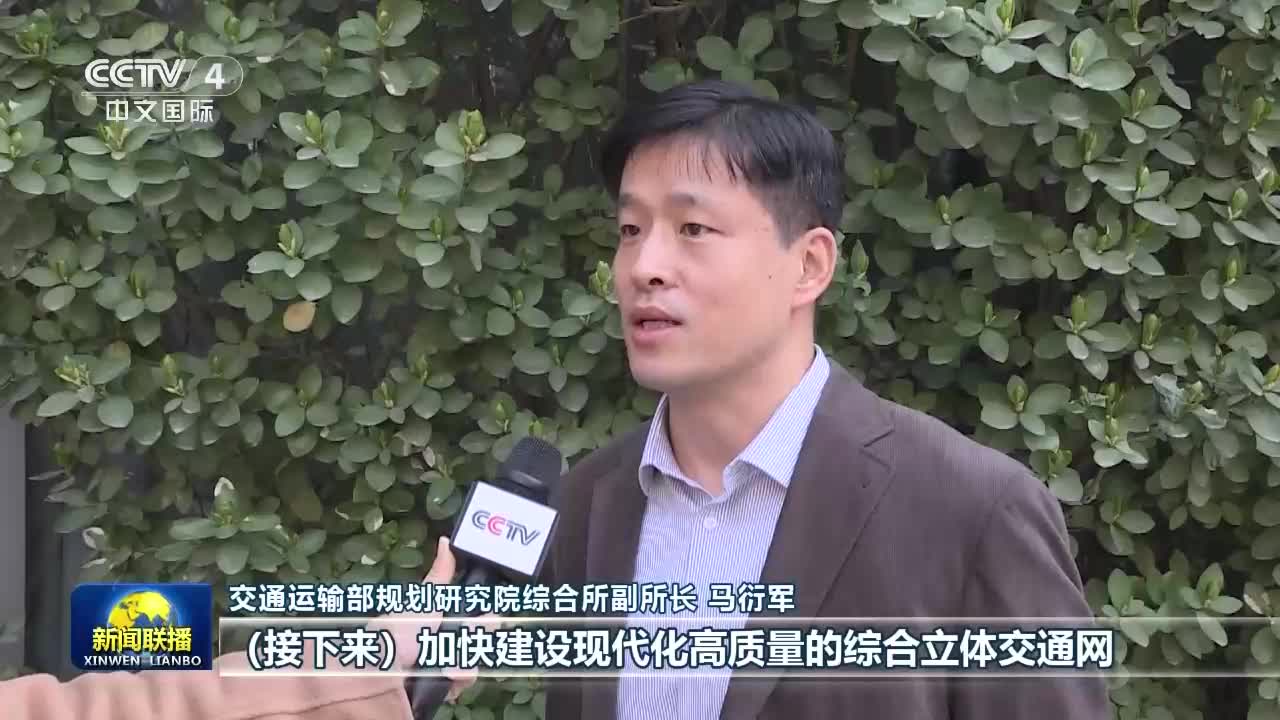 CCTV 4
中文国际
CCTV
交通运输部规划研究院综合所副所长 马衍军
新闻联播
XINWEN LIANBO
（接下来）加快建设现代化高质量的综合立体交通网